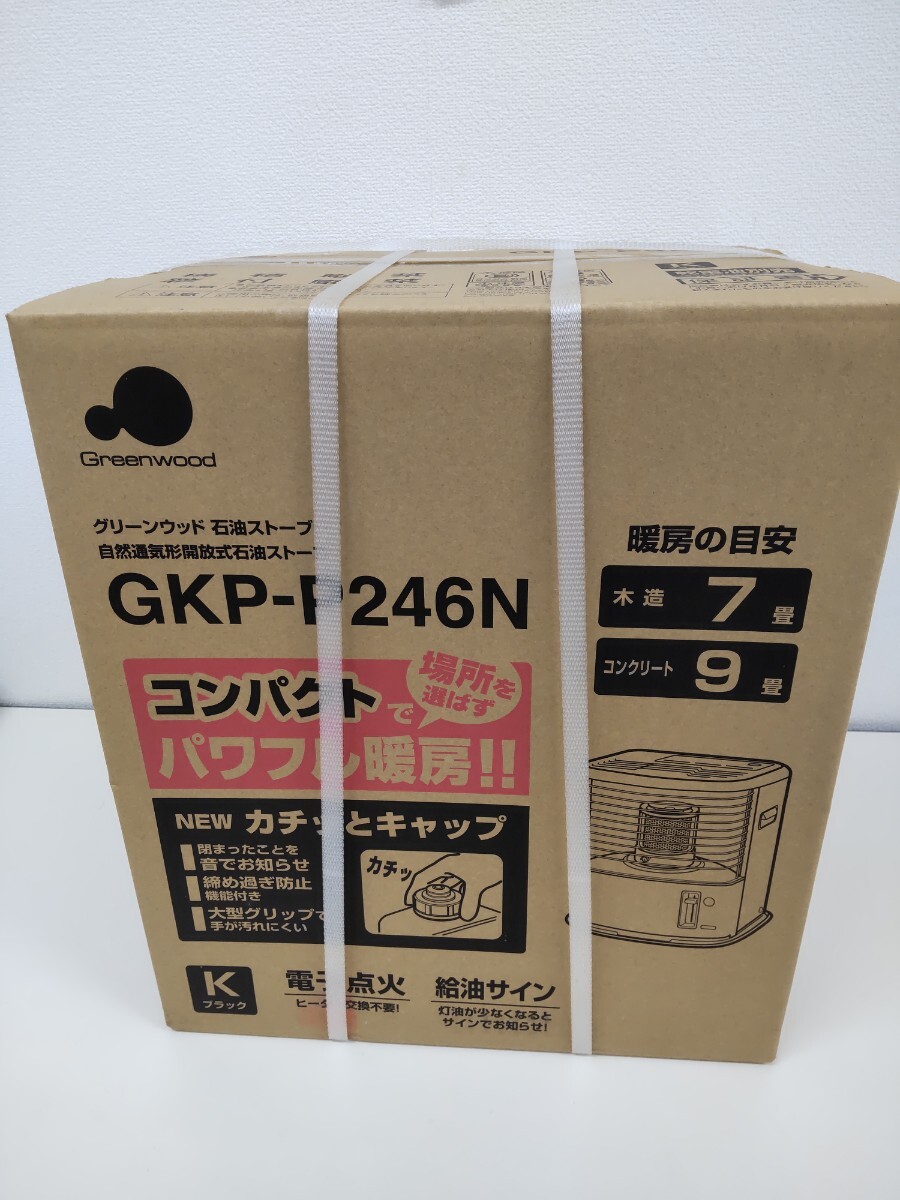 Greenwood
グリーンウッド 石油ストーブ
自然通気形開放式石油ストー
GKP-P246N
暖房の目安
木造 7畳
コンクリート 9畳
場所を
選ばず
コンパクトで
パワフル暖房!!
NEW カチッとキャップ
閉まったことを
音でお知らせ
締め過ぎ防止
機能付き
大型グリップで
手が汚れにくい
カチッ
K
ブラック
電子点火
ヒーター交換不要!
給油サイン
灯油が少なくなると
サインでお知らせ!